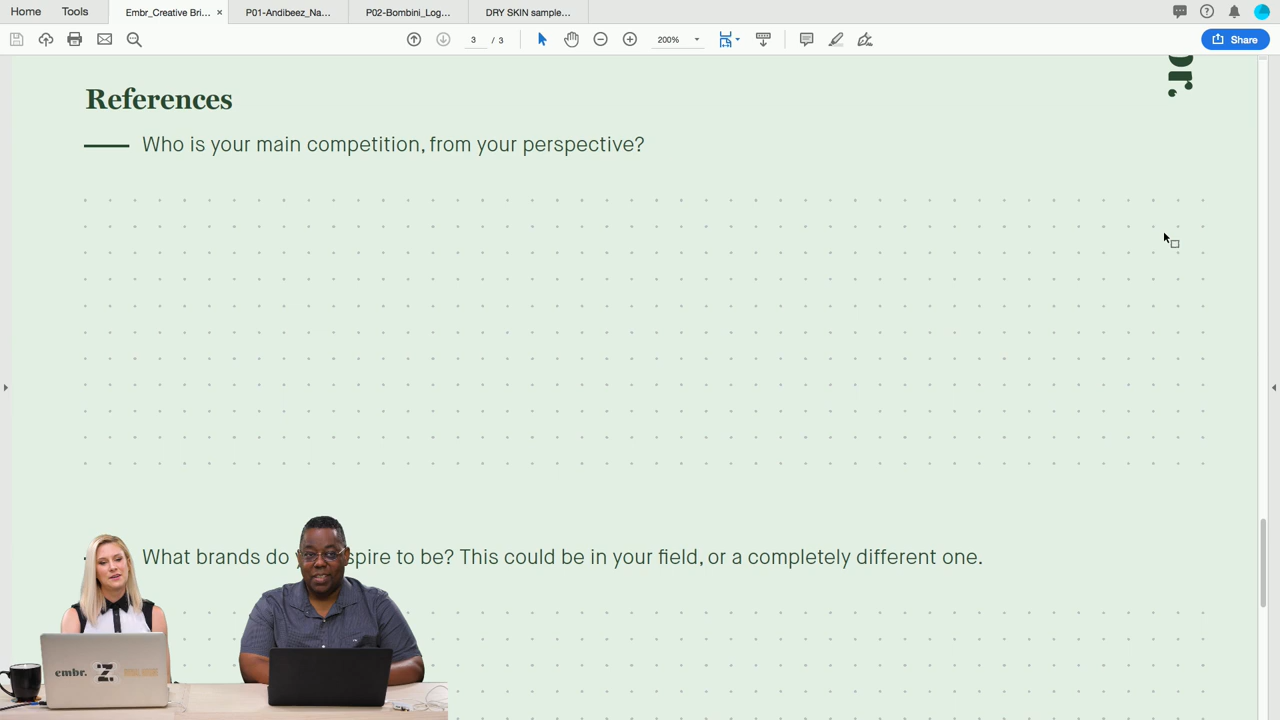 Home Tools Embr_Creative Bri... × P01-Andibeez_Na... P02-Bombini_Log... DRY SKIN sample...
3 / 3 200% Share
br.
References
Who is your main competition, from your perspective?
What brands do spire to be? This could be in your field, or a completely different one.
embr. Z